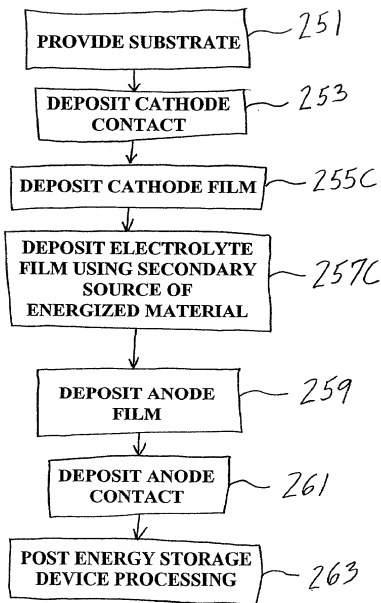 PROVIDE SUBSTRATE
251
DEPOSIT CATHODE
CONTACT
253
DEPOSIT CATHODE FILM
255C
DEPOSIT ELECTROLYTE
FILM USING SECONDARY
SOURCE OF
ENERGIZED MATERIAL
257C
DEPOSIT ANODE
FILM
259
DEPOSIT ANODE
CONTACT
261
POST ENERGY STORAGE
DEVICE PROCESSING
263